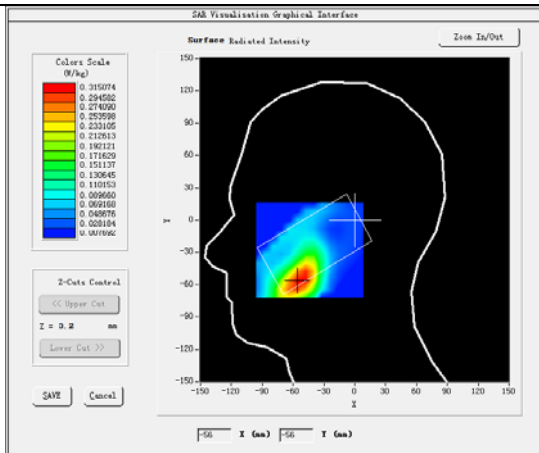 SAR Visualisation Graphical Interface
Surface Radiated Intensity
Zoom In/Out
Colors Scale
(W/kg)
0.315074
0.294582
0.274090
0.253598
0.233105
0.212613
0.192121
0.171629
0.151137
0.130645
0.110153
0.089660
0.069168
0.048676
0.028184
0.007692
Z-Cuts Control
<< Upper Cut
Z = 3.2 mm
Lower Cut >>
SAVE Cancel
150
120
90
60
30
0
-30
-60
-90
-120
-150
Y
-150 -120 -90 -60 -30 0 30 60 90 120 150
X
-56 X (mm) -56 Y (mm)